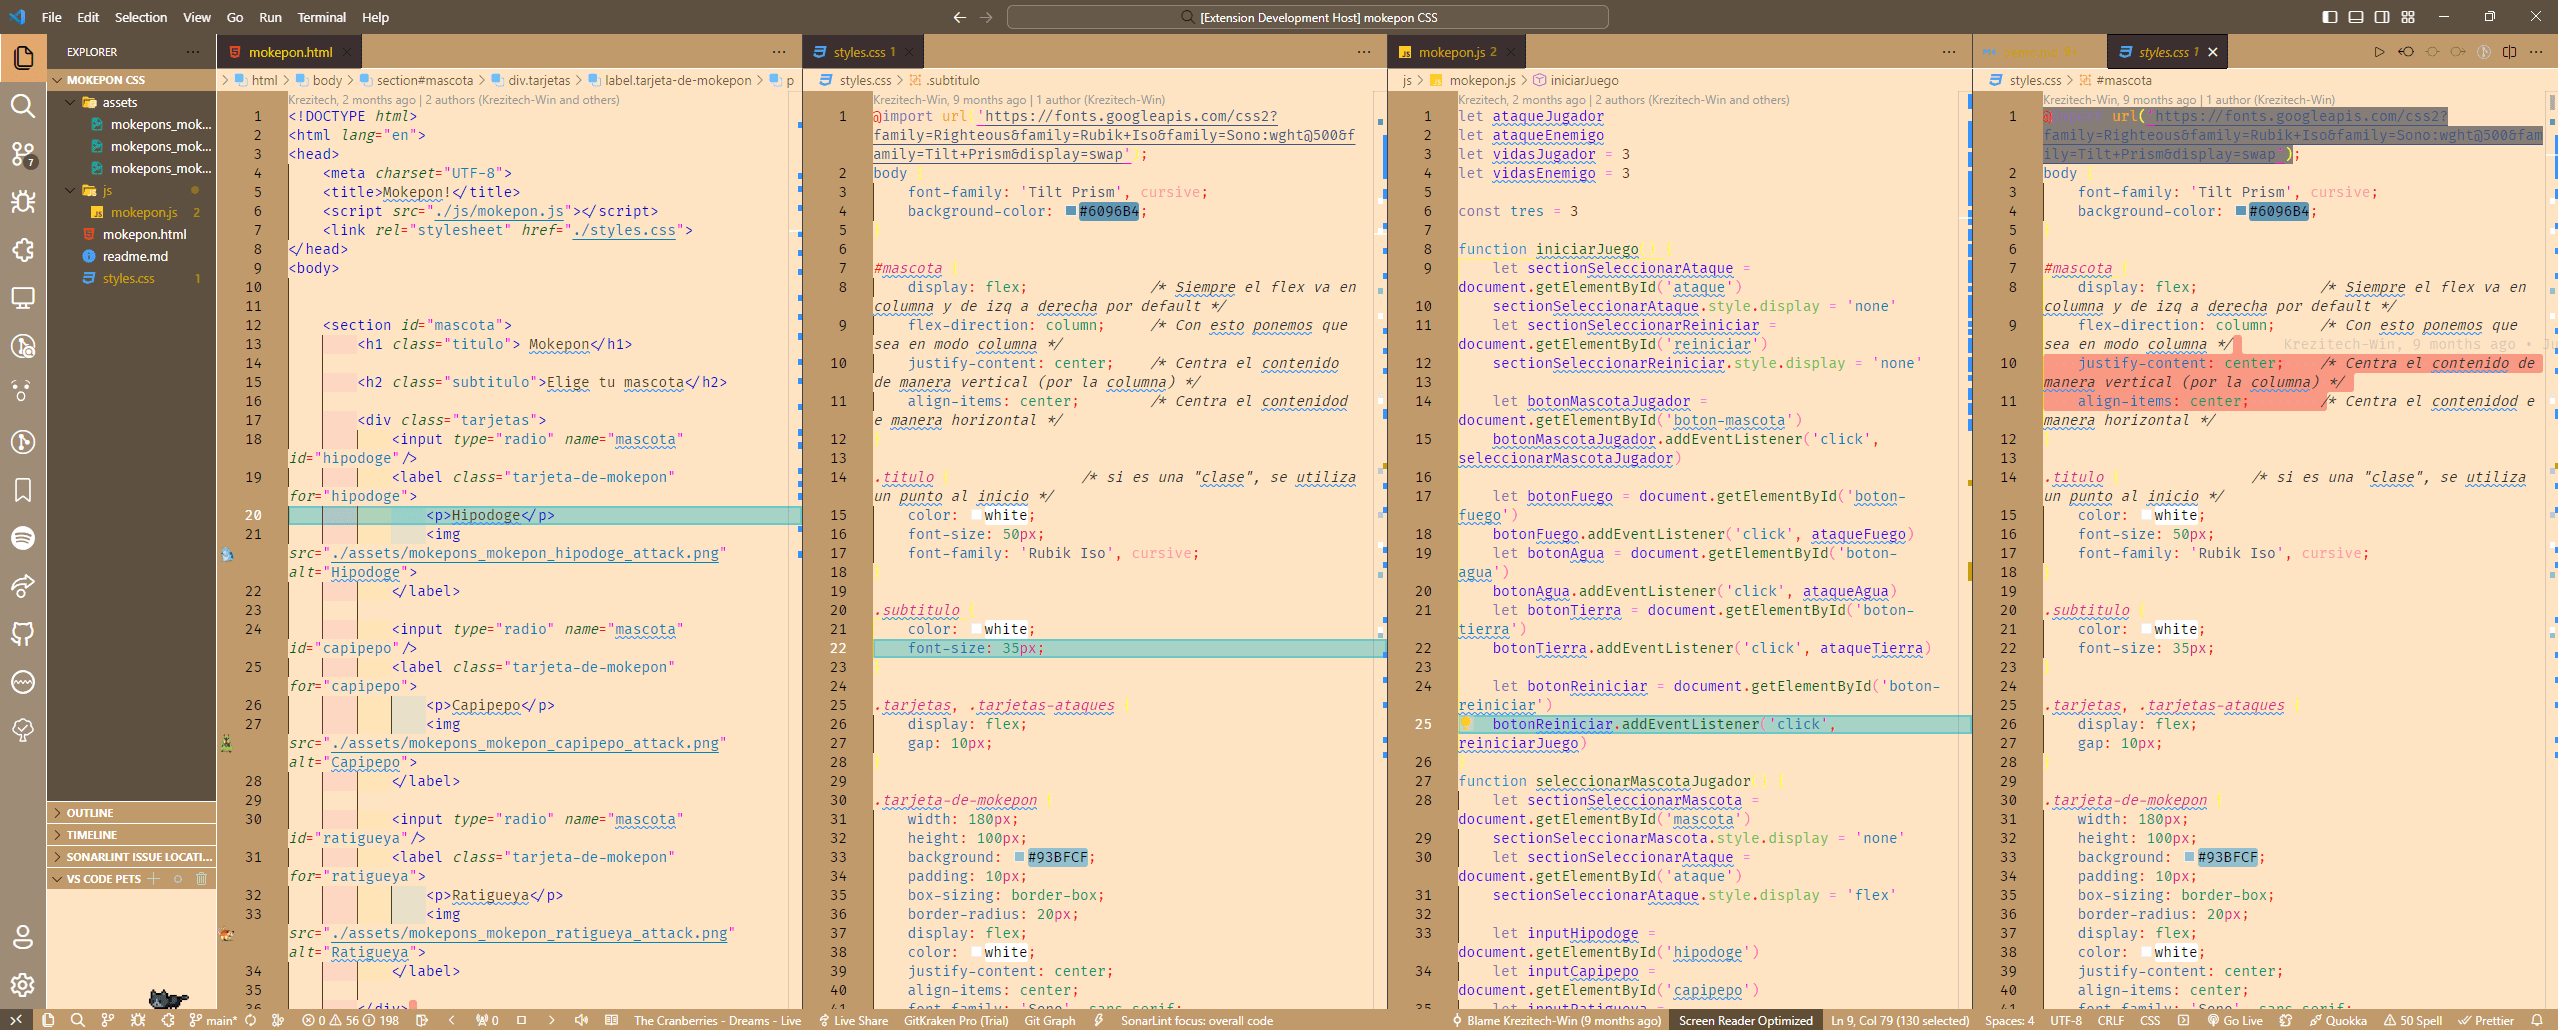 File Edit Selection View Go Run Terminal Help
[Extension Development Host] mokepon CSS
EXPLORER
MOKEPON CSS
assets
mokepons_mok...
mokepons_mok...
mokepons_mok...
js
mokepon.js 2
mokepon.html
readme.md
styles.css 1
OUTLINE
TIMELINE
SONARLINT ISSUE LOCATI...
VS CODE PETS
7
mokepon.html
html > body > section#mascota > div.tarjetas > label.tarjeta-de-mokepon > p
Krezitech, 2 months ago | 2 authors (Krezitech-Win and others)
1 <!DOCTYPE html>
2 <html lang="en">
3 <head>
4 <meta charset="UTF-8">
5 <title>Mokepon!</title>
6 <script src="./js/mokepon.js"></script>
7 <link rel="stylesheet" href="./styles.css">
8 </head>
9 <body>
10
11
12 <section id="mascota">
13 <h1 class="titulo"> Mokepon</h1>
14
15 <h2 class="subtitulo">Elige tu mascota</h2>
16
17 <div class="tarjetas">
18 <input type="radio" name="mascota"
id="hipodoge"/>
19 <label class="tarjeta-de-mokepon"
for="hipodoge">
20 <p>Hipodoge</p>
21 <img
src="./assets/mokepons_mokepon_hipodoge_attack.png"
alt="Hipodoge">
22 </label>
23
24 <input type="radio" name="mascota"
id="capipepo"/>
25 <label class="tarjeta-de-mokepon"
for="capipepo">
26 <p>Capipepo</p>
27 <img
src="./assets/mokepons_mokepon_capipepo_attack.png"
alt="Capipepo">
28 </label>
29
30 <input type="radio" name="mascota"
id="ratigueya"/>
31 <label class="tarjeta-de-mokepon"
for="ratigueya">
32 <p>Ratigueya</p>
33 <img
src="./assets/mokepons_mokepon_ratigueya_attack.png"
alt="Ratigueya">
34 </label>
35
36 </div>
styles.css 1
styles.css > .subtitulo
Krezitech-Win, 9 months ago | 1 author (Krezitech-Win)
1 @import url('https://fonts.googleapis.com/css2?
family=Righteous&family=Rubik+Iso&family=Sono:wght@500&f
amily=Tilt+Prism&display=swap');
2 body {
3 font-family: 'Tilt Prism', cursive;
4 background-color: #6096B4;
5 }
6
7 #mascota {
8 display: flex; /* Siempre el flex va en
columna y de izq a derecha por default */
9 flex-direction: column; /* Con esto ponemos que
sea en modo columna */
10 justify-content: center; /* Centra el contenido
de manera vertical (por la columna) */
11 align-items: center; /* Centra el contenidod
e manera horizontal */
12 }
13
14 .titulo { /* si es una "clase", se utiliza
un punto al inicio */
15 color: white;
16 font-size: 50px;
17 font-family: 'Rubik Iso', cursive;
18 }
19
20 .subtitulo {
21 color: white;
22 font-size: 35px;
23 }
24
25 .tarjetas, .tarjetas-ataques {
26 display: flex;
27 gap: 10px;
28 }
29
30 .tarjeta-de-mokepon {
31 width: 180px;
32 height: 100px;
33 background: #93BFCF;
34 padding: 10px;
35 box-sizing: border-box;
36 border-radius: 20px;
37 display: flex;
38 color: white;
39 justify-content: center;
40 align-items: center;
41 font-family: 'Sono', sans-serif;
mokepon.js 2
js > mokepon.js > iniciarJuego
Krezitech, 2 months ago | 2 authors (Krezitech-Win and others)
1 let ataqueJugador
2 let ataqueEnemigo
3 let vidasJugador = 3
4 let vidasEnemigo = 3
5
6 const tres = 3
7
8 function iniciarJuego() {
9 let sectionSeleccionarAtaque =
document.getElementById('ataque')
10 sectionSeleccionarAtaque.style.display = 'none'
11 let sectionSeleccionarReiniciar =
document.getElementById('reiniciar')
12 sectionSeleccionarReiniciar.style.display = 'none'
13
14 let botonMascotaJugador =
document.getElementById('boton-mascota')
15 botonMascotaJugador.addEventListener('click',
seleccionarMascotaJugador)
16
17 let botonFuego = document.getElementById('boton-
fuego')
18 botonFuego.addEventListener('click', ataqueFuego)
19 let botonAgua = document.getElementById('boton-
agua')
20 botonAgua.addEventListener('click', ataqueAgua)
21 let botonTierra = document.getElementById('boton-
tierra')
22 botonTierra.addEventListener('click', ataqueTierra)
23
24 let botonReiniciar = document.getElementById('boton-
reiniciar')
25 botonReiniciar.addEventListener('click',
reiniciarJuego)
26 }
27 function seleccionarMascotaJugador() {
28 let sectionSeleccionarMascota =
document.getElementById('mascota')
29 sectionSeleccionarMascota.style.display = 'none'
30 let sectionSeleccionarAtaque =
document.getElementById('ataque')
31 sectionSeleccionarAtaque.style.display = 'flex'
32
33 let inputHipodoge =
document.getElementById('hipodoge')
34 let inputCapipepo =
document.getElementById('capipepo')
35 let inputRatigueya =
styles.css 1
styles.css > #mascota
Krezitech-Win, 9 months ago | 1 author (Krezitech-Win)
1 @import url('https://fonts.googleapis.com/css2?
family=Righteous&family=Rubik+Iso&family=Sono:wght@500&fam
ily=Tilt+Prism&display=swap');
2 body {
3 font-family: 'Tilt Prism', cursive;
4 background-color: #6096B4;
5 }
6
7 #mascota {
8 display: flex; /* Siempre el flex va en
columna y de izq a derecha por default */
9 flex-direction: column; /* Con esto ponemos que
sea en modo columna */ Krezitech-Win, 9 months ago • Ju
10 justify-content: center; /* Centra el contenido de
manera vertical (por la columna) */
11 align-items: center; /* Centra el contenidod e
manera horizontal */
12 }
13
14 .titulo { /* si es una "clase", se utiliza
un punto al inicio */
15 color: white;
16 font-size: 50px;
17 font-family: 'Rubik Iso', cursive;
18 }
19
20 .subtitulo {
21 color: white;
22 font-size: 35px;
23 }
24
25 .tarjetas, .tarjetas-ataques {
26 display: flex;
27 gap: 10px;
28 }
29
30 .tarjeta-de-mokepon {
31 width: 180px;
32 height: 100px;
33 background: #93BFCF;
34 padding: 10px;
35 box-sizing: border-box;
36 border-radius: 20px;
37 display: flex;
38 color: white;
39 justify-content: center;
40 align-items: center;
41 font-family: 'Sono', sans-serif;
main* 0 56 198 0 The Cranberries - Dreams - Live Live Share GitKraken Pro (Trial) Git Graph SonarLint focus: overall code Blame Krezitech-Win (9 months ago) Screen Reader Optimized Ln 9, Col 79 (130 selected) Spaces: 4 UTF-8 CRLF CSS Go Live Quokka 50 Spell Prettier